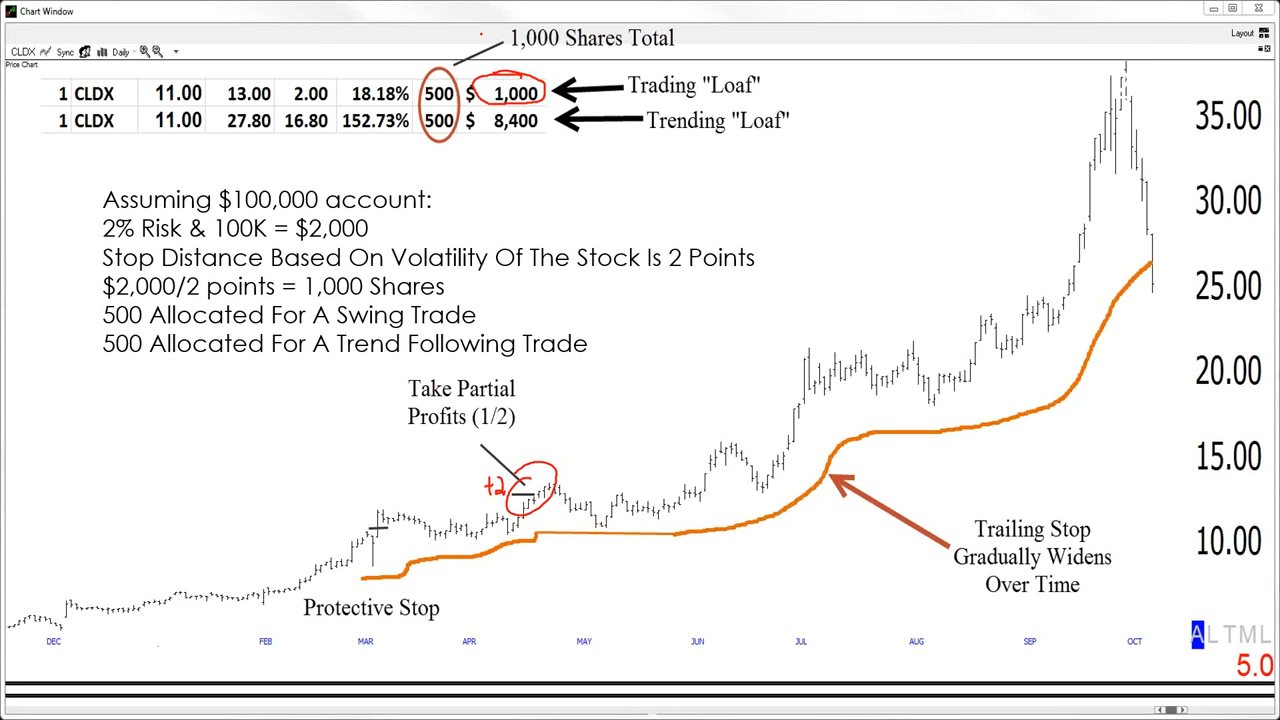 Chart Window
Layout
CLDX Sync Daily
Price Chart
1,000 Shares Total
1 CLDX 11.00 13.00 2.00 18.18% 500 $ 1,000
Trading "Loaf"
1 CLDX 11.00 27.80 16.80 152.73% 500 $ 8,400
Trending "Loaf"
35.00
30.00
25.00
20.00
15.00
10.00
Assuming $100,000 account:
2% Risk & 100K = $2,000
Stop Distance Based On Volatility Of The Stock Is 2 Points
$2,000/2 points = 1,000 Shares
500 Allocated For A Swing Trade
500 Allocated For A Trend Following Trade
Take Partial
Profits (1/2)
+2
Trailing Stop
Gradually Widens
Over Time
Protective Stop
DEC FEB MAR APR MAY JUN JUL AUG SEP OCT
ALTML
5.0